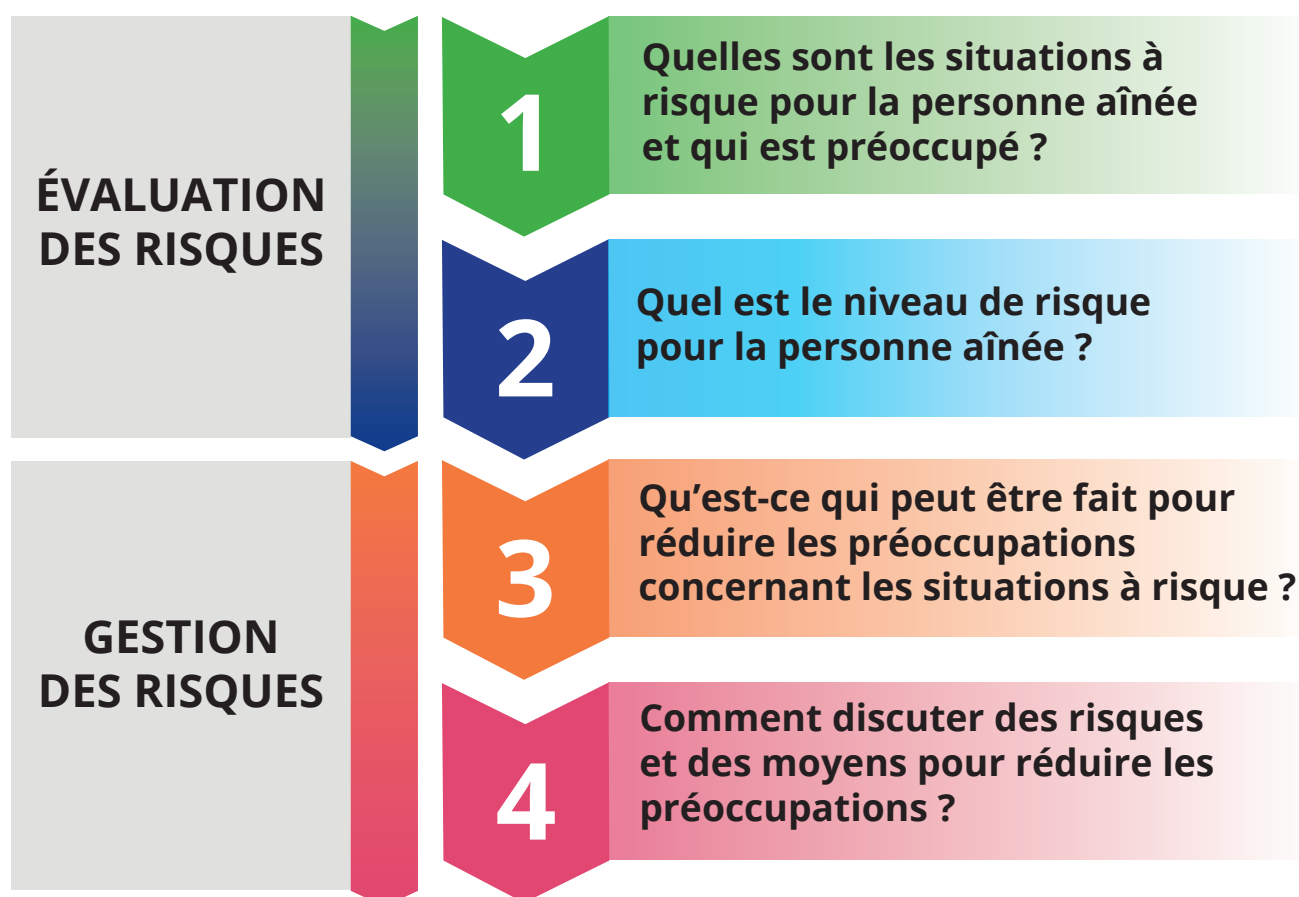 ÉVALUATION
DES RISQUES
1
Quelles sont les situations à
risque pour la personne aînée
et qui est préoccupé ?
2
Quel est le niveau de risque
pour la personne aînée ?
GESTION
DES RISQUES
3
Qu’est-ce qui peut être fait pour
réduire les préoccupations
concernant les situations à risque ?
4
Comment discuter des risques
et des moyens pour réduire les
préoccupations ?